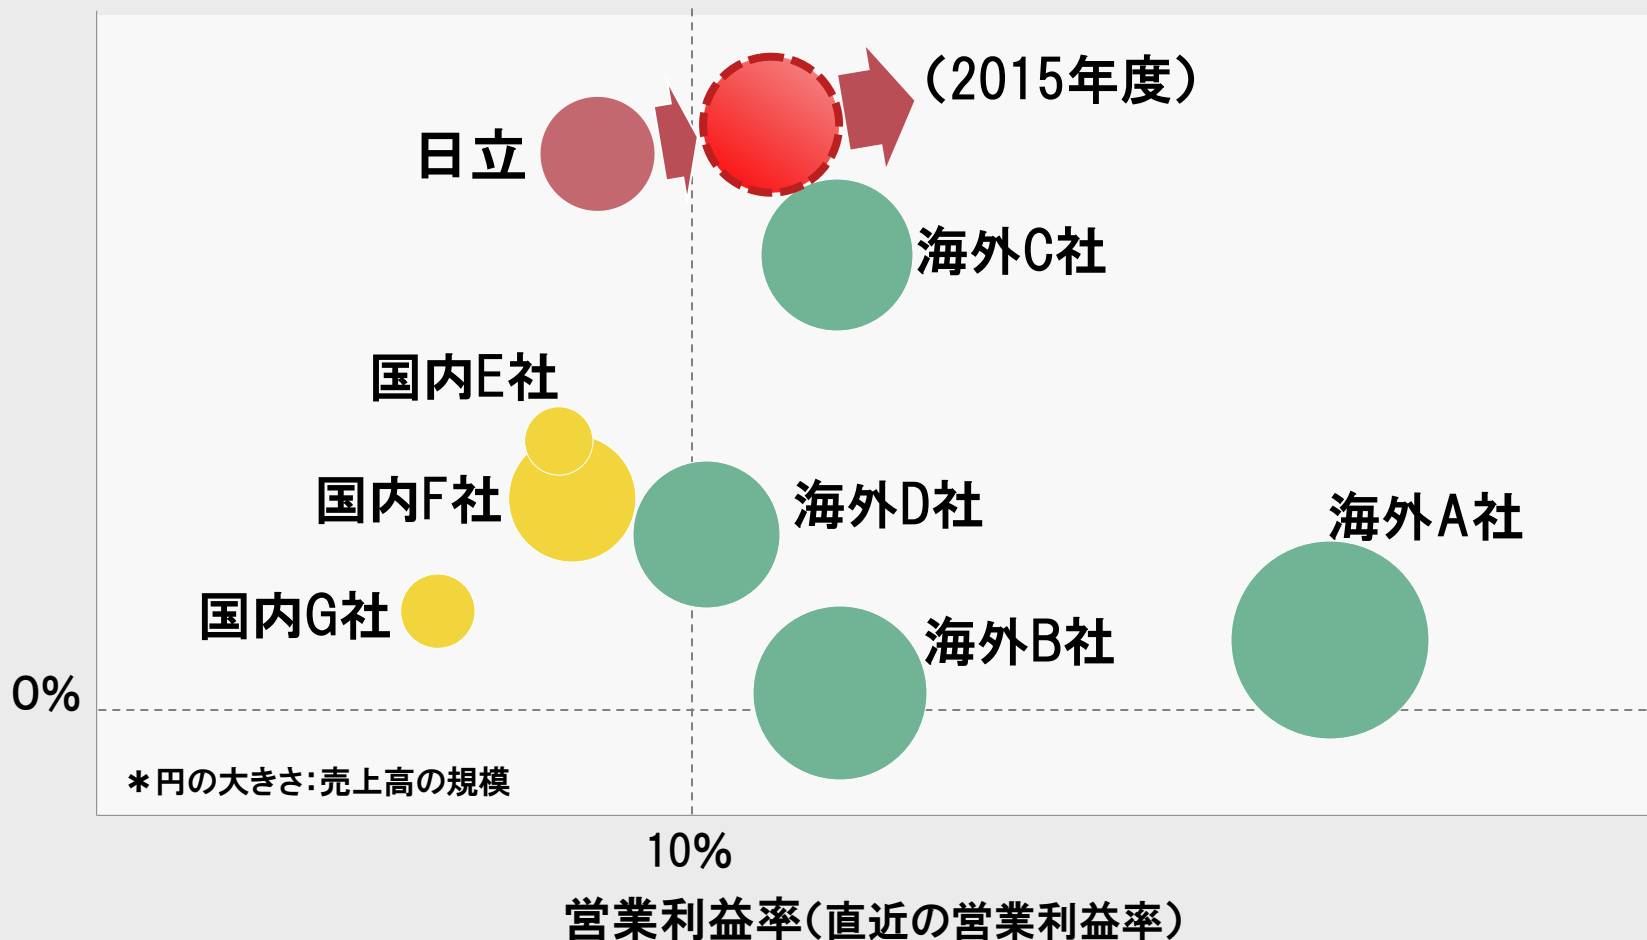 （2015年度）
日立
海外C社
国内E社
国内F社
海外D社
海外A社
国内G社
海外B社
0%
＊円の大きさ：売上高の規模
10%
営業利益率（直近の営業利益率）